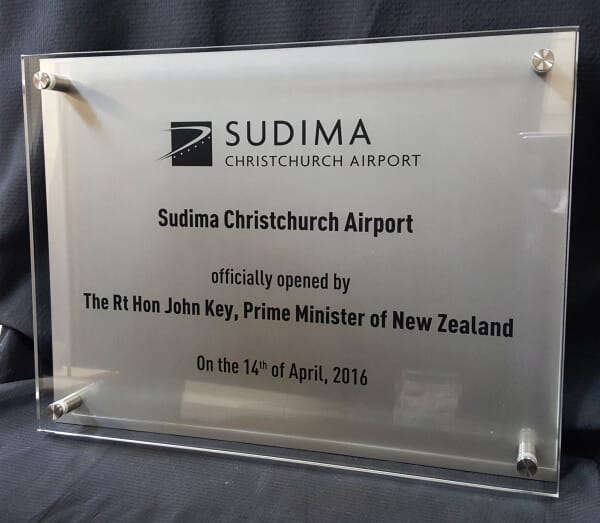 SUDIMA
CHRISTCHURCH AIRPORT
Sudima Christchurch Airport
officially opened by
The Rt Hon John Key, Prime Minister of New Zealand
On the 14th of April, 2016